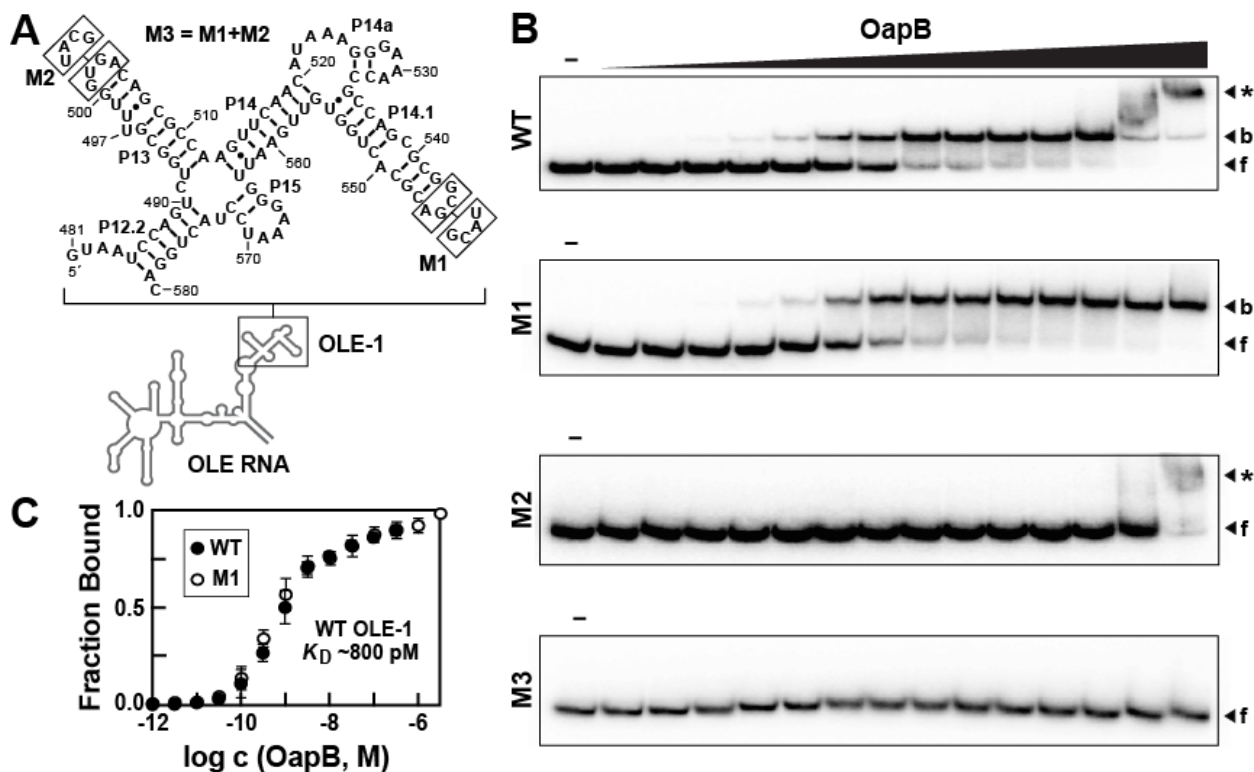 A
M3 = M1+M2
M2
M1
P14a
P14
P14.1
P13
P15
P12.2
481
490
497
500
510
520
530
540
550
560
570
580
5´
OLE-1
OLE RNA
B
OapB
–
WT
*
b
f
–
M1
b
f
–
M2
*
f
–
M3
f
C
Fraction Bound
1.0
0.5
0.0
WT
M1
WT OLE-1
KD ~800 pM
-12
-10
-8
-6
log c (OapB, M)